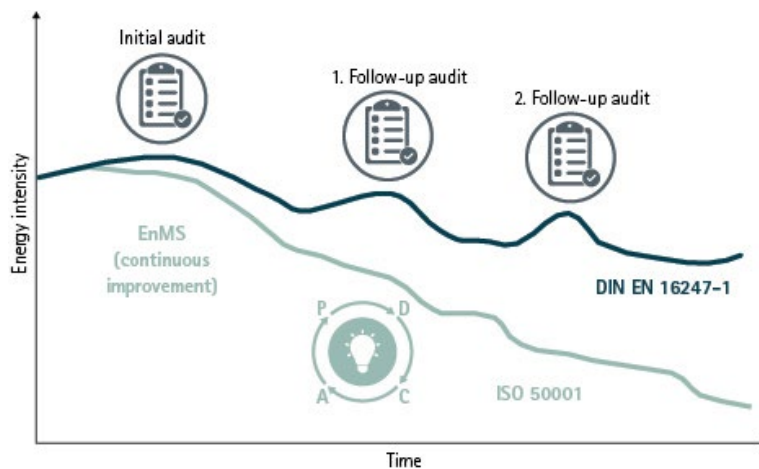 Initial audit
1. Follow-up audit
2. Follow-up audit
Energy intensity
EnMS
(continuous
improvement)
P
D
A
C
DIN EN 16247-1
ISO 50001
Time